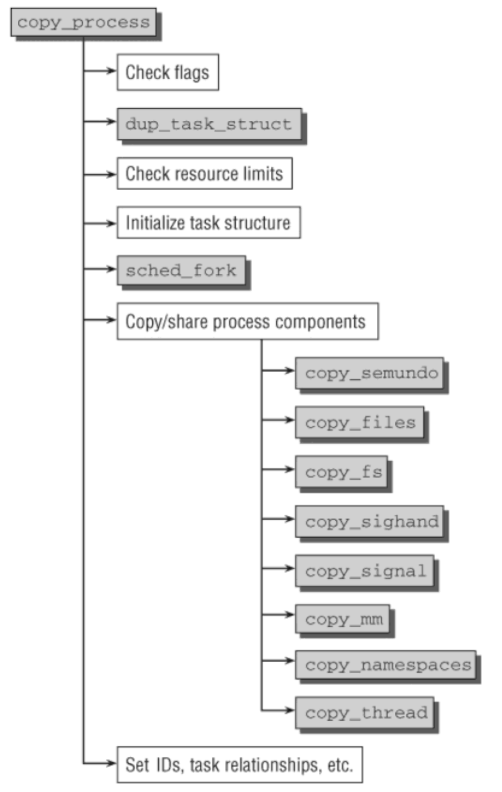 copy_process
Check flags
dup_task_struct
Check resource limits
Initialize task structure
sched_fork
Copy/share process components
copy_semundo
copy_files
copy_fs
copy_sighand
copy_signal
copy_mm
copy_namespaces
copy_thread
Set IDs, task relationships, etc.